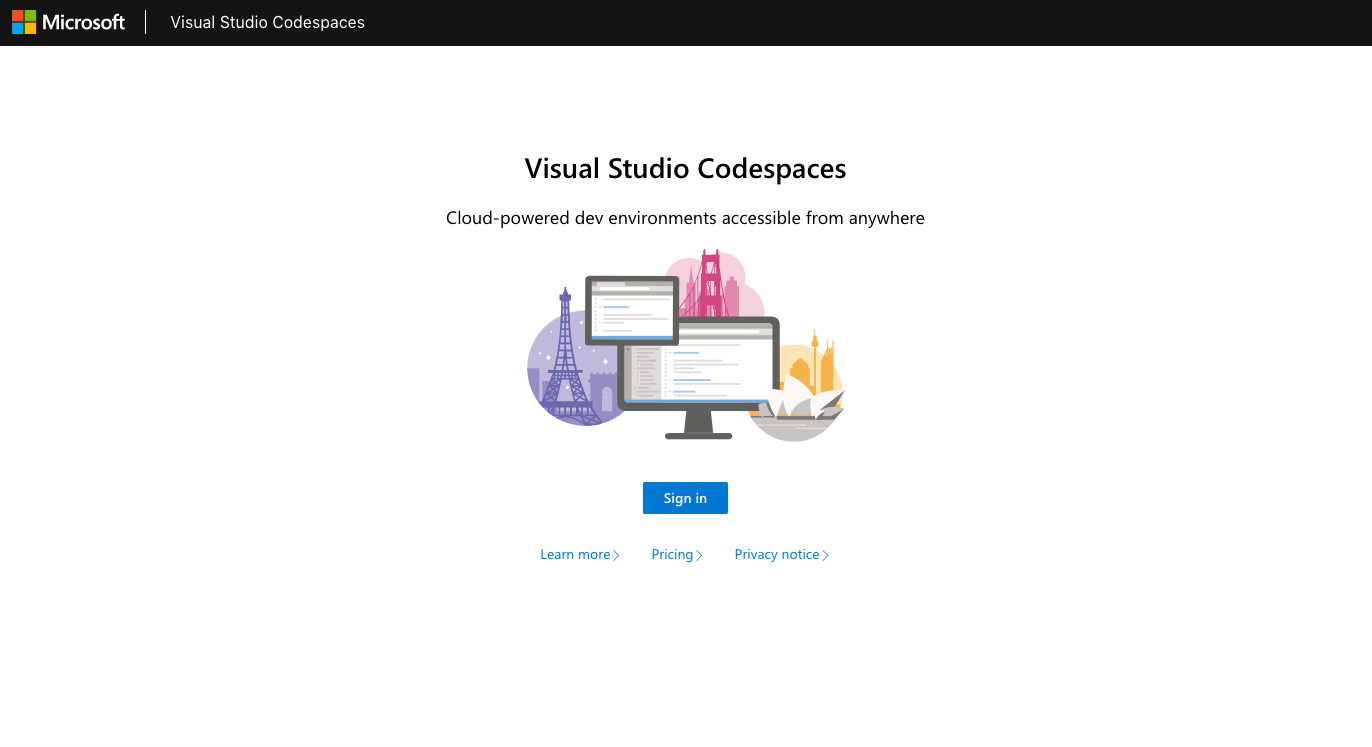 Microsoft
Visual Studio Codespaces
Visual Studio Codespaces
Cloud-powered dev environments accessible from anywhere
Sign in
Learn more
Pricing
Privacy notice